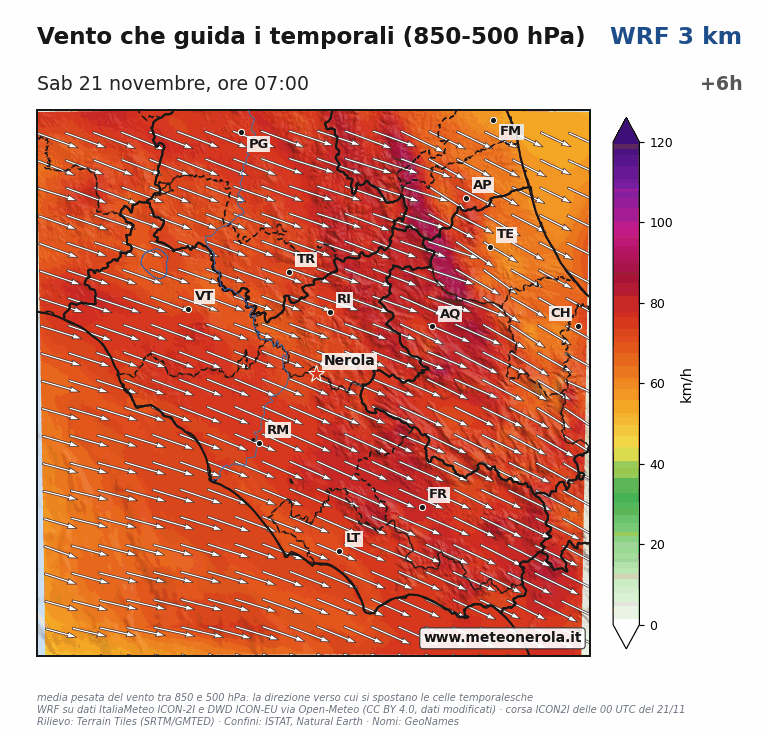 Vento che guida i temporali (850-500 hPa) WRF 3 km
Sab 21 novembre, ore 07:00 +6h
FM
PG
AP
TE
TR
VT
RI
AQ
CH
Nerola
RM
FR
LT
www.meteonerola.it
120
100
80
60
40
20
0
km/h
media pesata del vento tra 850 e 500 hPa: la direzione verso cui si spostano le celle temporalesche
WRF su dati ItaliaMeteo ICON-2I e DWD ICON-EU via Open-Meteo (CC BY 4.0, dati modificati) · corsa ICON2I delle 00 UTC del 21/11
Rilievo: Terrain Tiles (SRTM/GMTED) · Confini: ISTAT, Natural Earth · Nomi: GeoNames